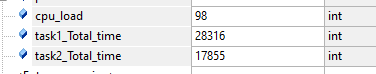 cpu_load 98 int
task1_Total_time 28316 int
task2_Total_time 17855 int